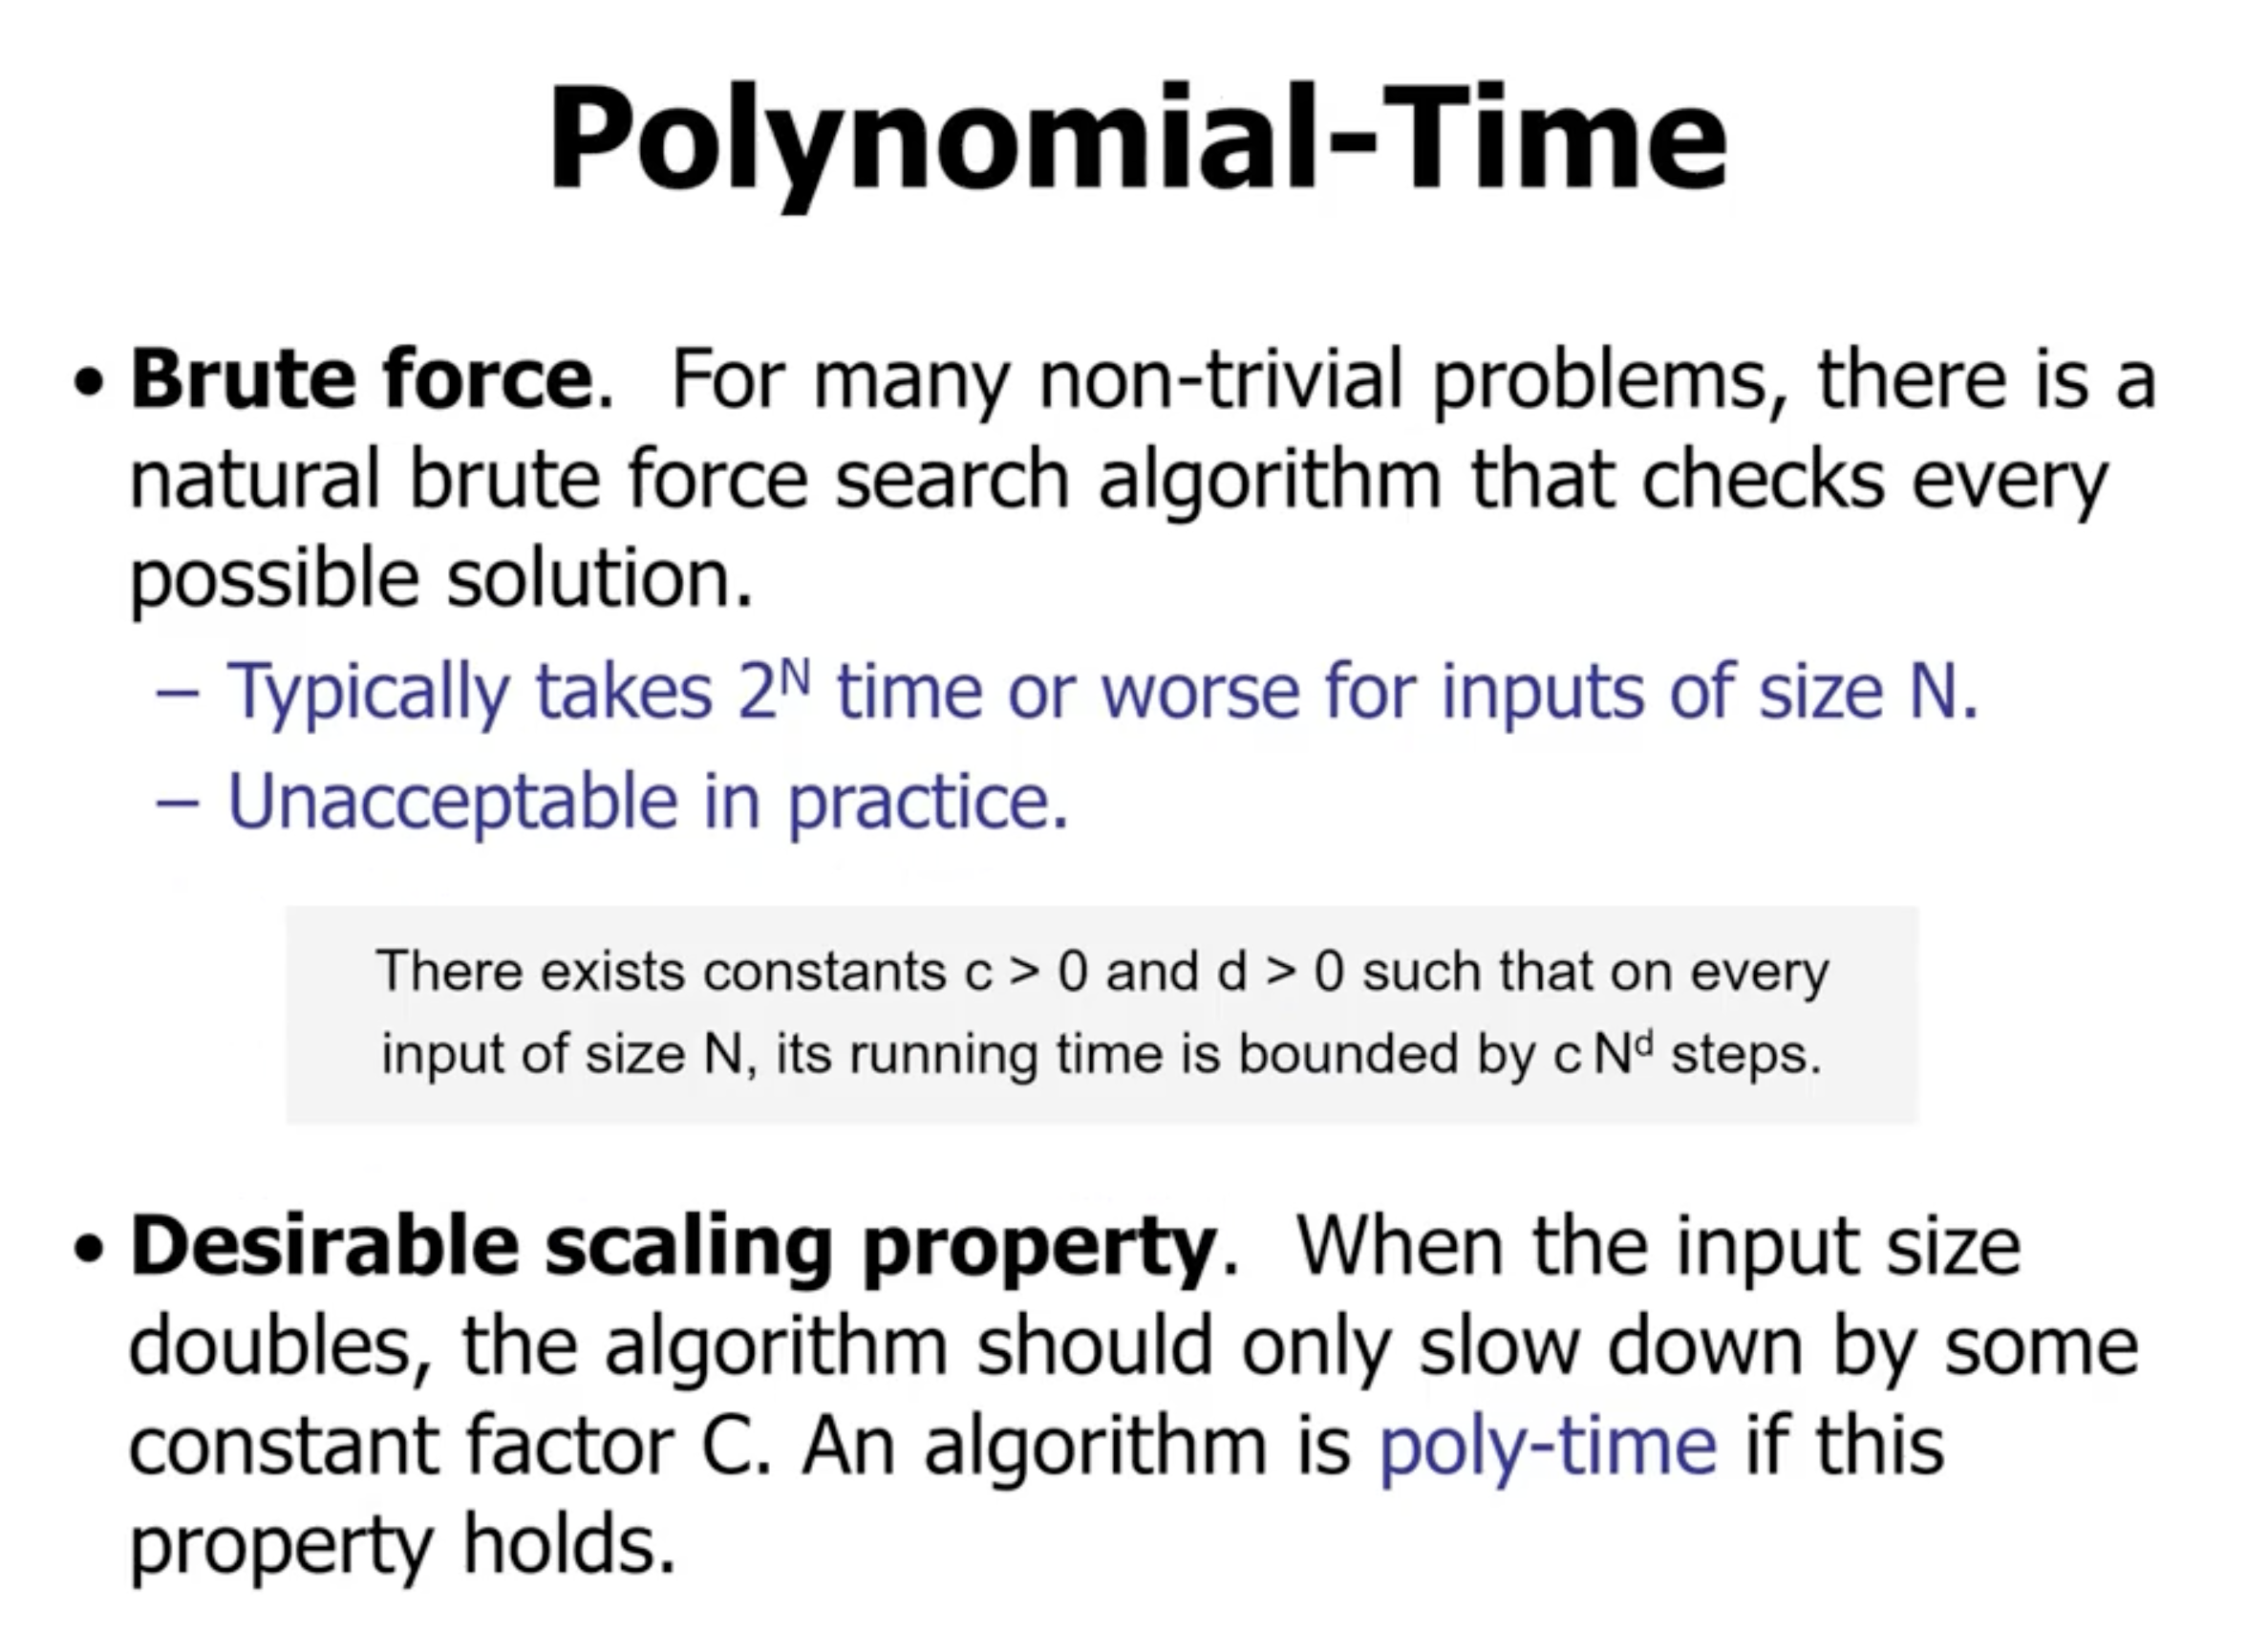 Polynomial-Time
• Brute force.  For many non-trivial problems, there is a
natural brute force search algorithm that checks every
possible solution.
– Typically takes 2ᴺ time or worse for inputs of size N.
– Unacceptable in practice.
There exists constants c > 0 and d > 0 such that on every
input of size N, its running time is bounded by c Nᵈ steps.
• Desirable scaling property.  When the input size
doubles, the algorithm should only slow down by some
constant factor C. An algorithm is poly-time if this
property holds.